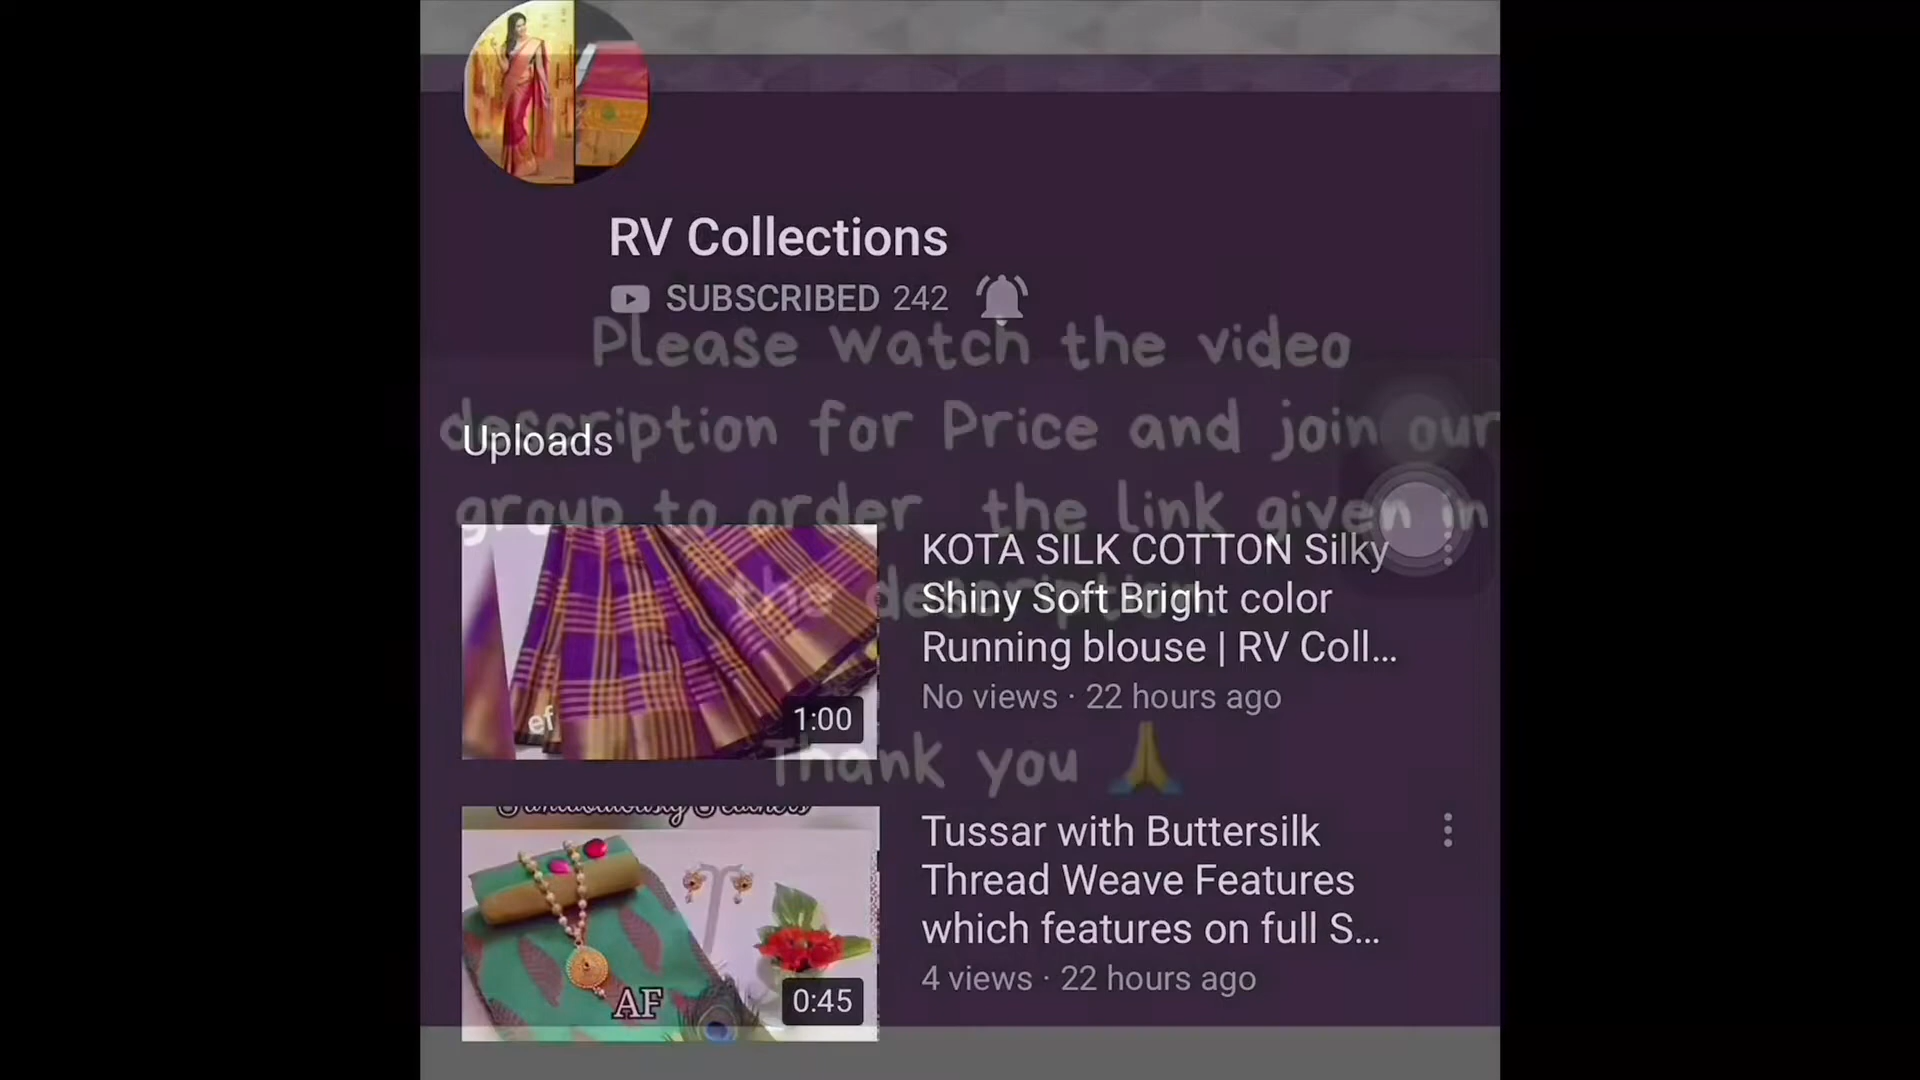 RV Collections
SUBSCRIBED 242
Please watch the video
description for Price and join our
Uploads
group to order the link given in
the description.
KOTA SILK COTTON Silky
Shiny Soft Bright color
Running blouse | RV Coll...
No views · 22 hours ago
ef
1:00
Thank you 🙏
Tussar with Buttersilk
Thread Weave Features
which features on full S...
4 views · 22 hours ago
AF
0:45